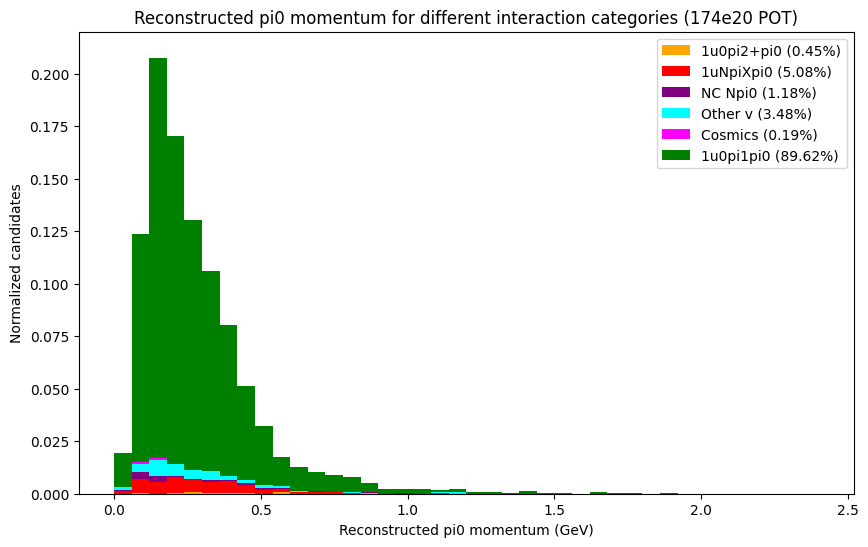 Reconstructed pi0 momentum for different interaction categories (174e20 POT)
1u0pi2+pi0 (0.45%)
1uNpiXpi0 (5.08%)
NC Npi0 (1.18%)
Other v (3.48%)
Cosmics (0.19%)
1u0pi1pi0 (89.62%)
Normalized candidates
0.200
0.175
0.150
0.125
0.100
0.075
0.050
0.025
0.000
0.0 0.5 1.0 1.5 2.0 2.5
Reconstructed pi0 momentum (GeV)